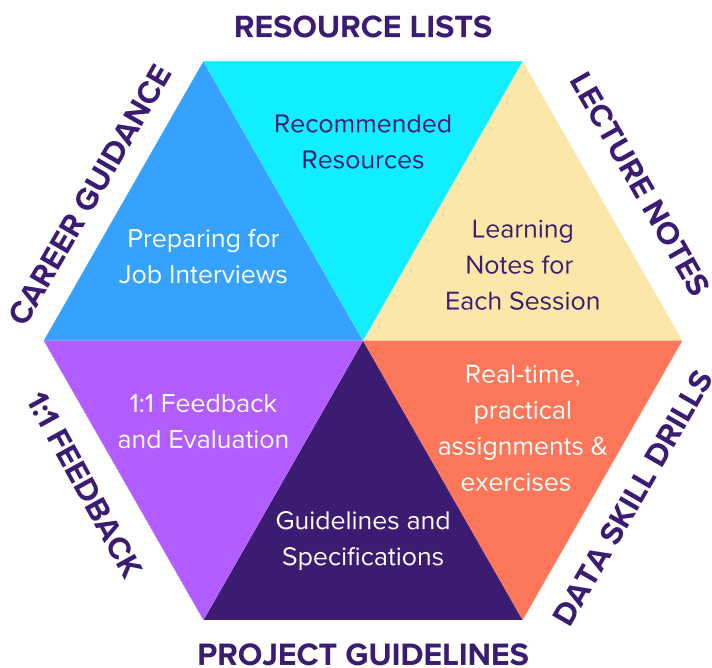 RESOURCE LISTS
Recommended
Resources
LECTURE NOTES
Learning
Notes for
Each Session
DATA SKILL DRILLS
Real-time,
practical
assignments &
exercises
PROJECT GUIDELINES
Guidelines and
Specifications
1:1 FEEDBACK
1:1 Feedback
and Evaluation
CAREER GUIDANCE
Preparing for
Job Interviews